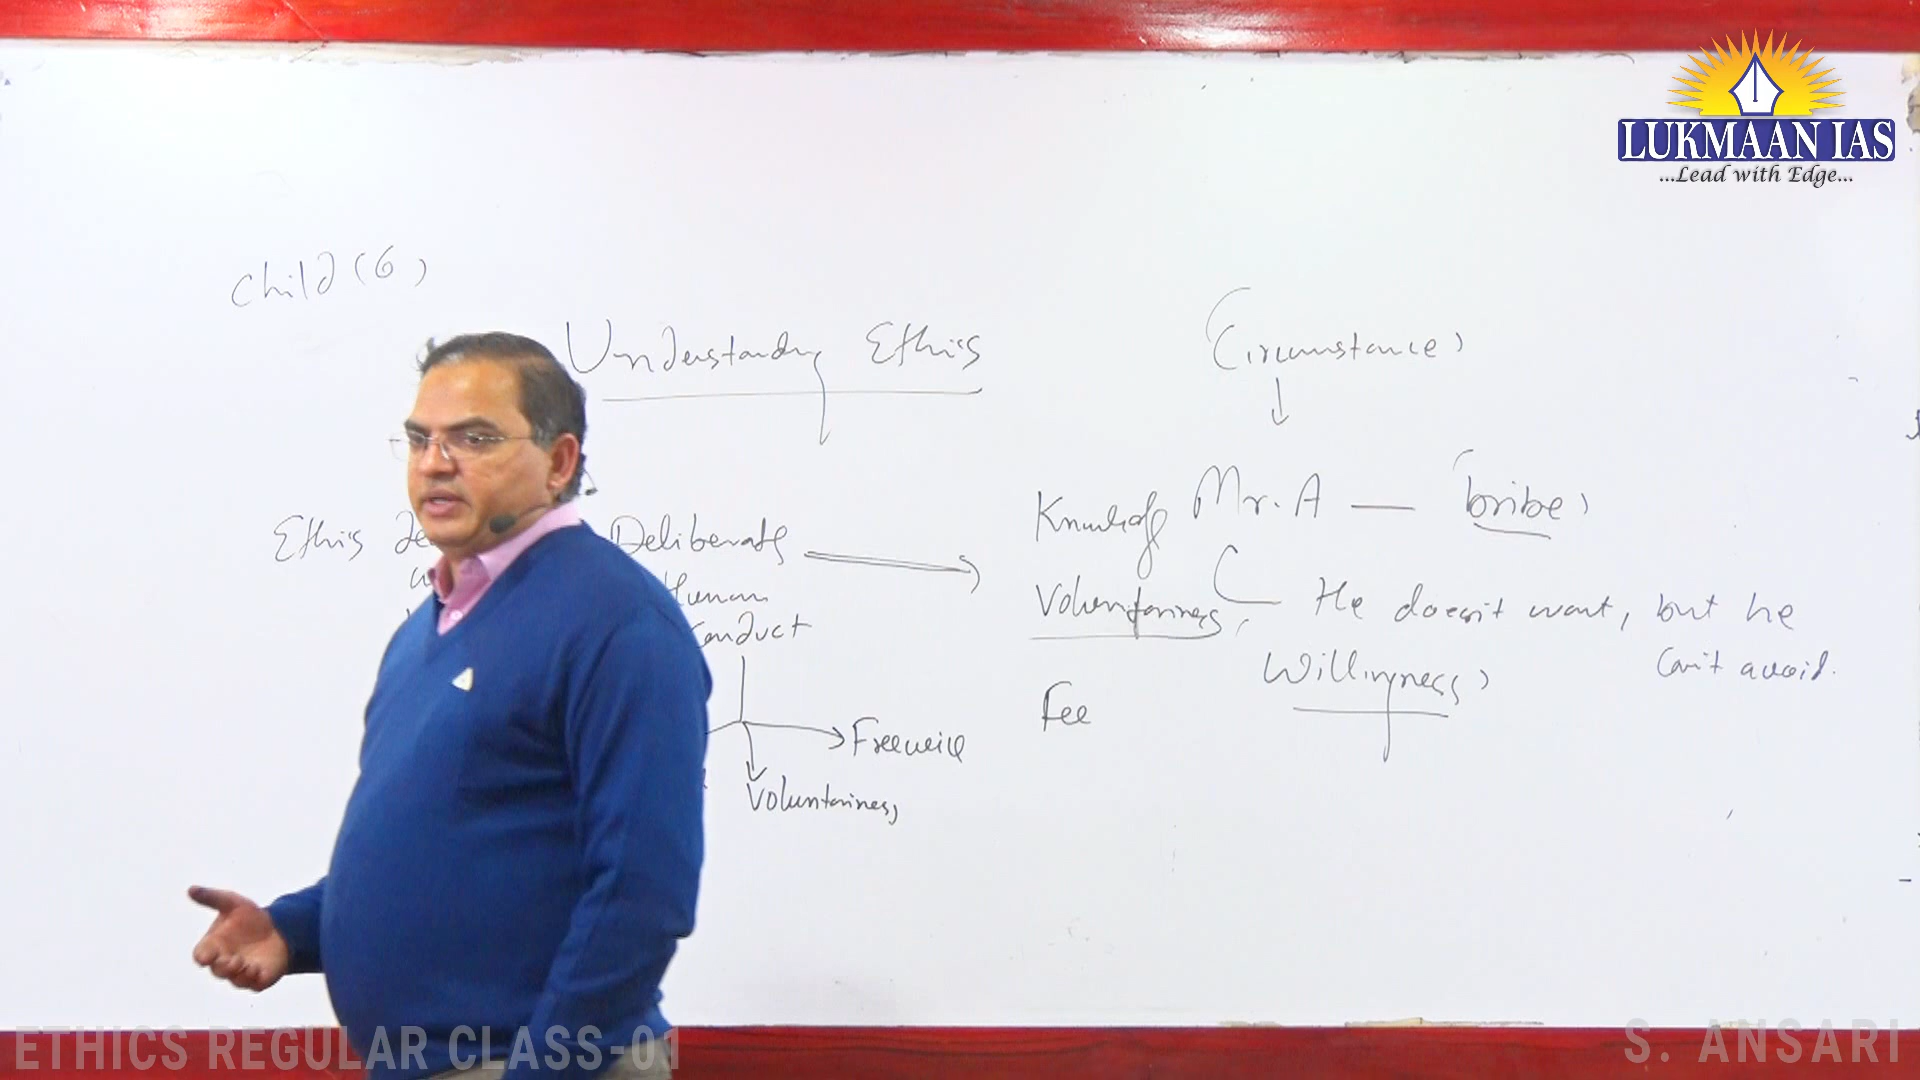 LUKMAAN IAS
...Lead with Edge...
Child (6)
Understanding Ethics
Ethics
Deliberate
Human
Conduct
Freewill
Voluntariness
Circumstances
Knowledge Mr. A — bribe
Voluntariness He doesn't want, but he
can't avoid.
Willingness
Fee
ETHICS REGULAR CLASS-01
S. ANSARI